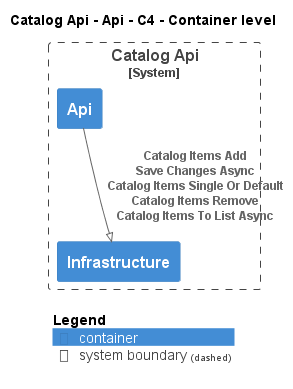 Catalog Api - Api - C4 - Container level
Catalog Api
[System]
Api
Catalog Items Add
Save Changes Async
Catalog Items Single Or Default
Catalog Items Remove
Catalog Items To List Async
Infrastructure
Legend
container
system boundary (dashed)